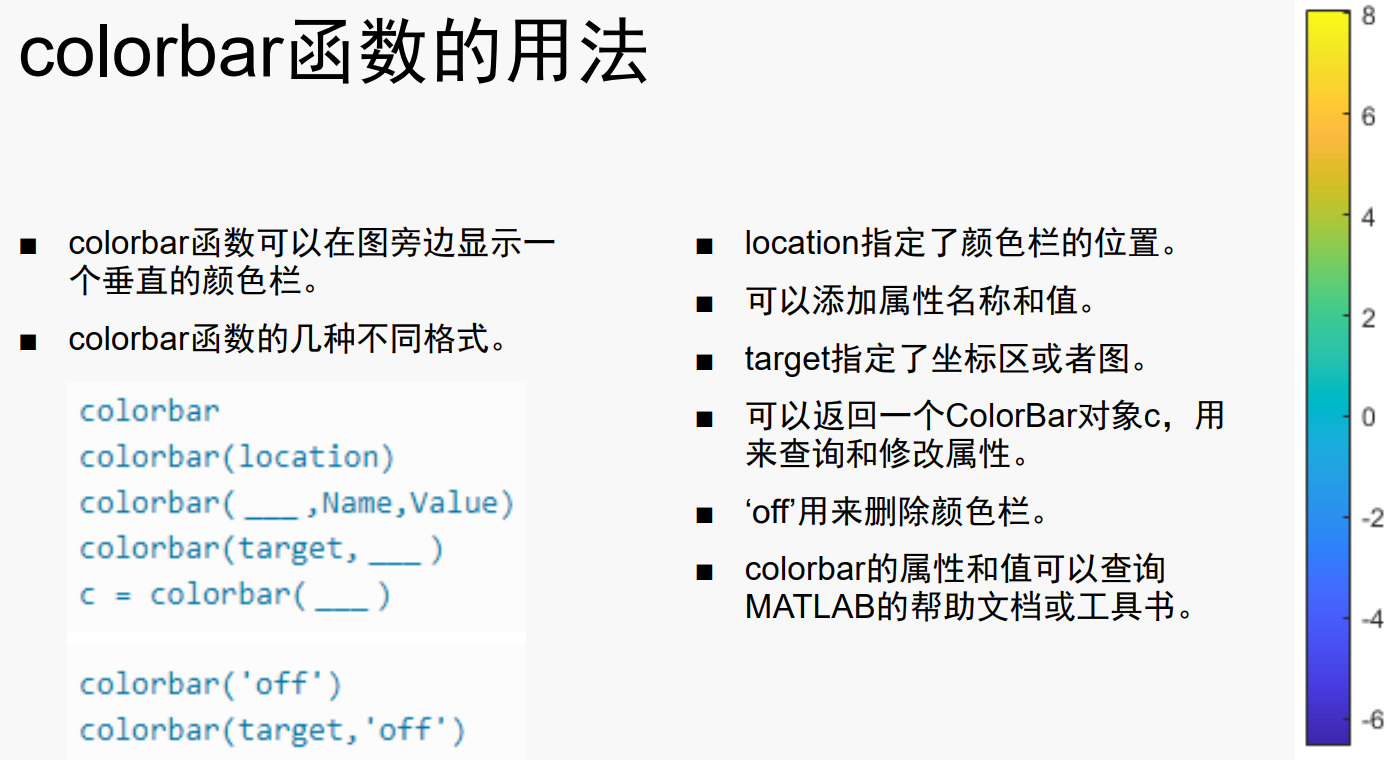 colorbar函数的用法
■ colorbar函数可以在图旁边显示一
个垂直的颜色栏。
■ colorbar函数的几种不同格式。
colorbar
colorbar(location)
colorbar( ___ ,Name,Value)
colorbar(target, ___ )
c = colorbar( ___ )
colorbar('off')
colorbar(target,'off')
■ location指定了颜色栏的位置。
■ 可以添加属性名称和值。
■ target指定了坐标区或者图。
■ 可以返回一个ColorBar对象c，用
来查询和修改属性。
■ ‘off’用来删除颜色栏。
■ colorbar的属性和值可以查询
MATLAB的帮助文档或工具书。
8
6
4
2
0
-2
-4
-6